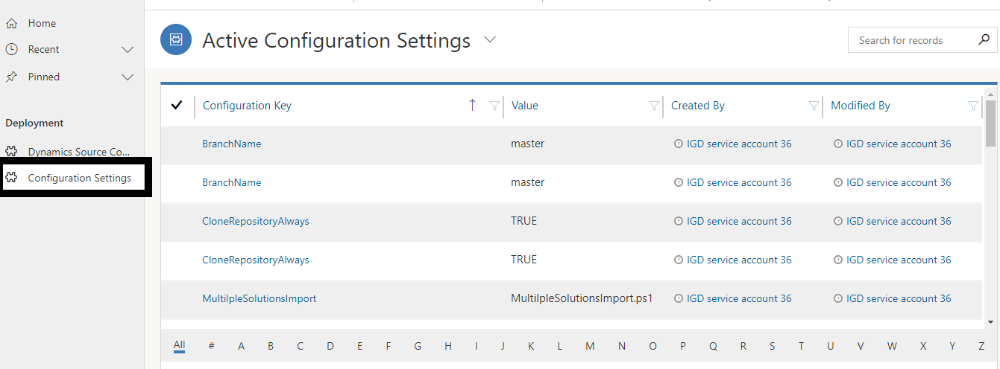 Home
Recent
Pinned
Deployment
Dynamics Source Co...
Configuration Settings
Active Configuration Settings
Search for records
Configuration Key Value Created By Modified By
BranchName master IGD service account 36 IGD service account 36
BranchName master IGD service account 36 IGD service account 36
CloneRepositoryAlways TRUE IGD service account 36 IGD service account 36
CloneRepositoryAlways TRUE IGD service account 36 IGD service account 36
MultilpleSolutionsImport MultilpleSolutionsImport.ps1 IGD service account 36 IGD service account 36
All # A B C D E F G H I J K L M N O P Q R S T U V W X Y Z